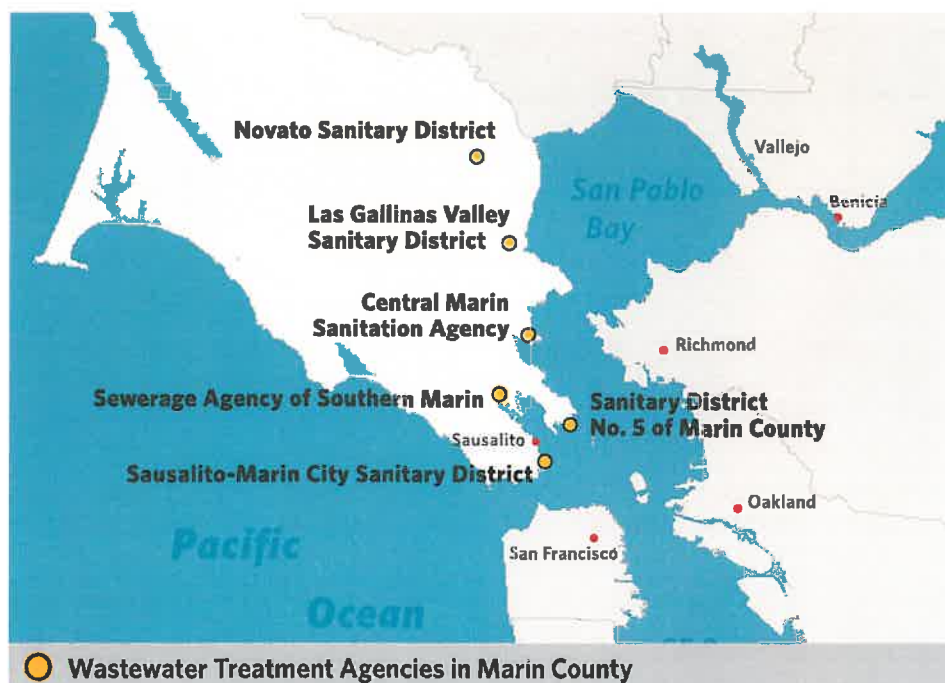 Novato Sanitary District
Vallejo
San Pablo
Bay
Benicia
Las Gallinas Valley
Sanitary District
Central Marin
Sanitation Agency
Richmond
Sewerage Agency of Southern Marin
Sanitary District
No. 5 of Marin County
Sausalito
Sausalito-Marin City Sanitary District
Oakland
Pacific
Ocean
San Francisco
Wastewater Treatment Agencies in Marin County